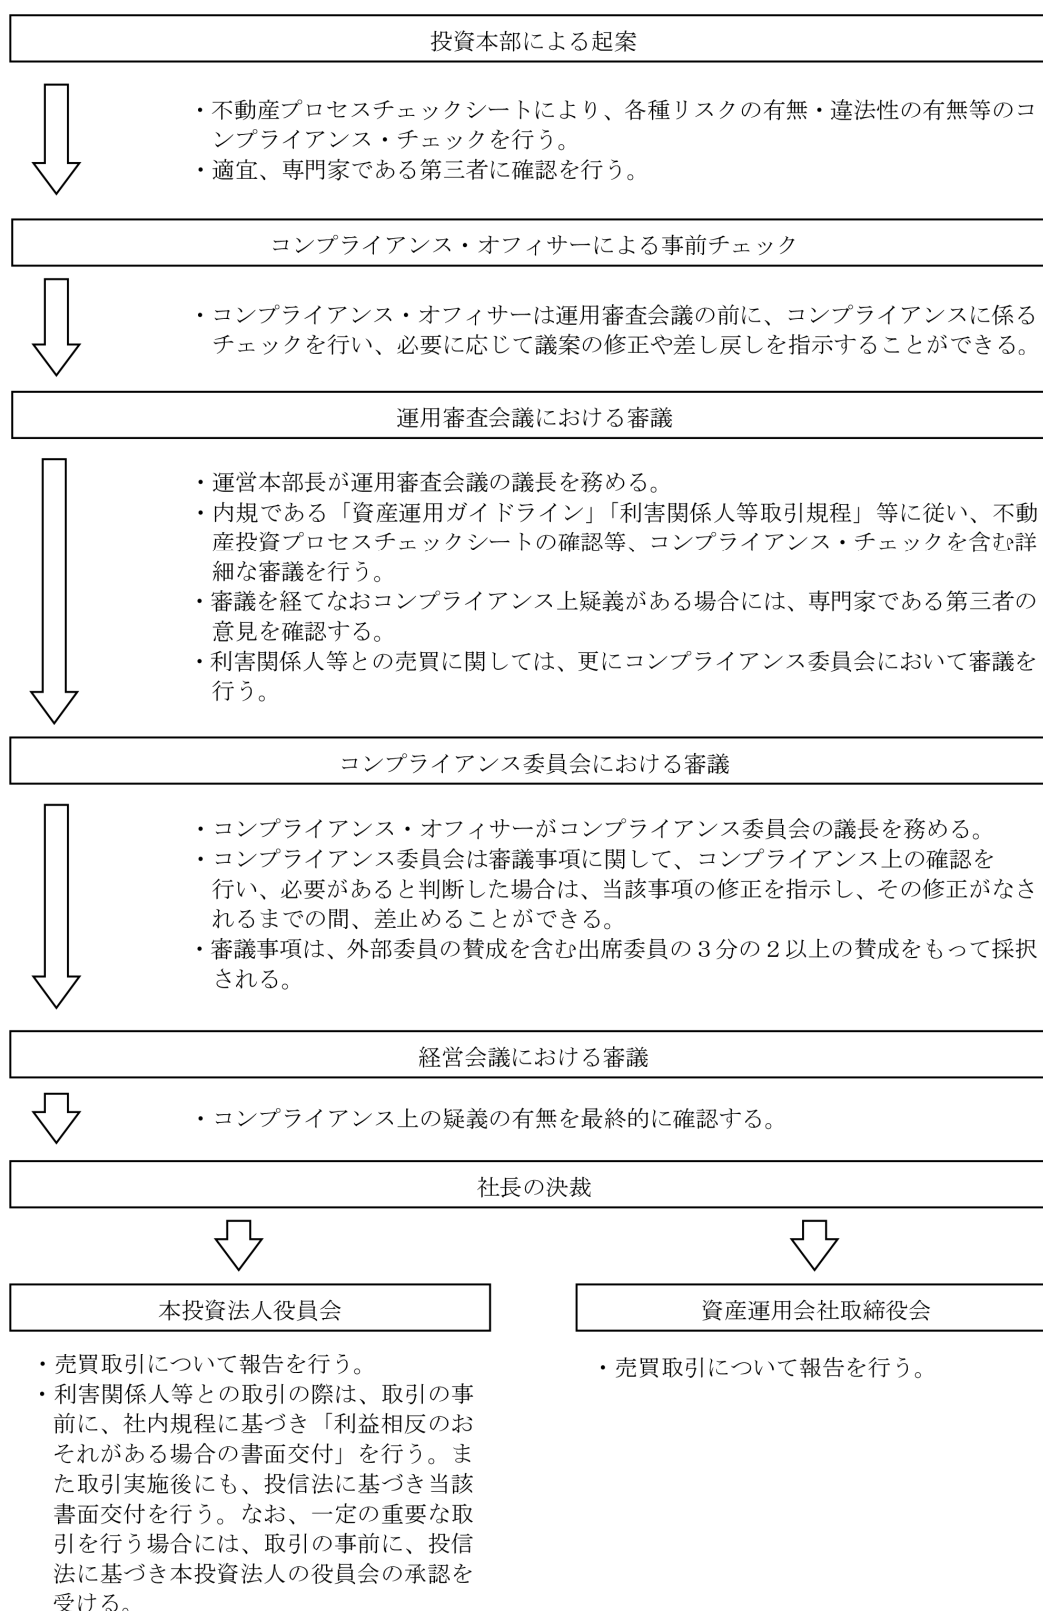 投資本部による起案
・不動産プロセスチェックシートにより、各種リスクの有無・違法性の有無等のコ
ンプライアンス・チェックを行う。
・適宜、専門家である第三者に確認を行う。
コンプライアンス・オフィサーによる事前チェック
・コンプライアンス・オフィサーは運用審査会議の前に、コンプライアンスに係る
チェックを行い、必要に応じて議案の修正や差し戻しを指示することができる。
運用審査会議における審議
・運営本部長が運用審査会議の議長を務める。
・内規である「資産運用ガイドライン」「利害関係人等取引規程」等に従い、不動
産投資プロセスチェックシートの確認等、コンプライアンス・チェックを含む詳
細な審議を行う。
・審議を経てなおコンプライアンス上疑義がある場合には、専門家である第三者の
意見を確認する。
・利害関係人等との売買に関しては、更にコンプライアンス委員会において審議を
行う。
コンプライアンス委員会における審議
・コンプライアンス・オフィサーがコンプライアンス委員会の議長を務める。
・コンプライアンス委員会は審議事項に関して、コンプライアンス上の確認を
行い、必要があると判断した場合は、当該事項の修正を指示し、その修正がなさ
れるまでの間、差止めることができる。
・審議事項は、外部委員の賛成を含む出席委員の３分の２以上の賛成をもって採択
される。
経営会議における審議
・コンプライアンス上の疑義の有無を最終的に確認する。
社長の決裁
本投資法人役員会
・売買取引について報告を行う。
・利害関係人等との取引の際は、取引の事
前に、社内規程に基づき「利益相反のお
それがある場合の書面交付」を行う。ま
た取引実施後にも、投信法に基づき当該
書面交付を行う。なお、一定の重要な取
引を行う場合には、取引の事前に、投信
法に基づき本投資法人の役員会の承認を
受ける。
資産運用会社取締役会
・売買取引について報告を行う。